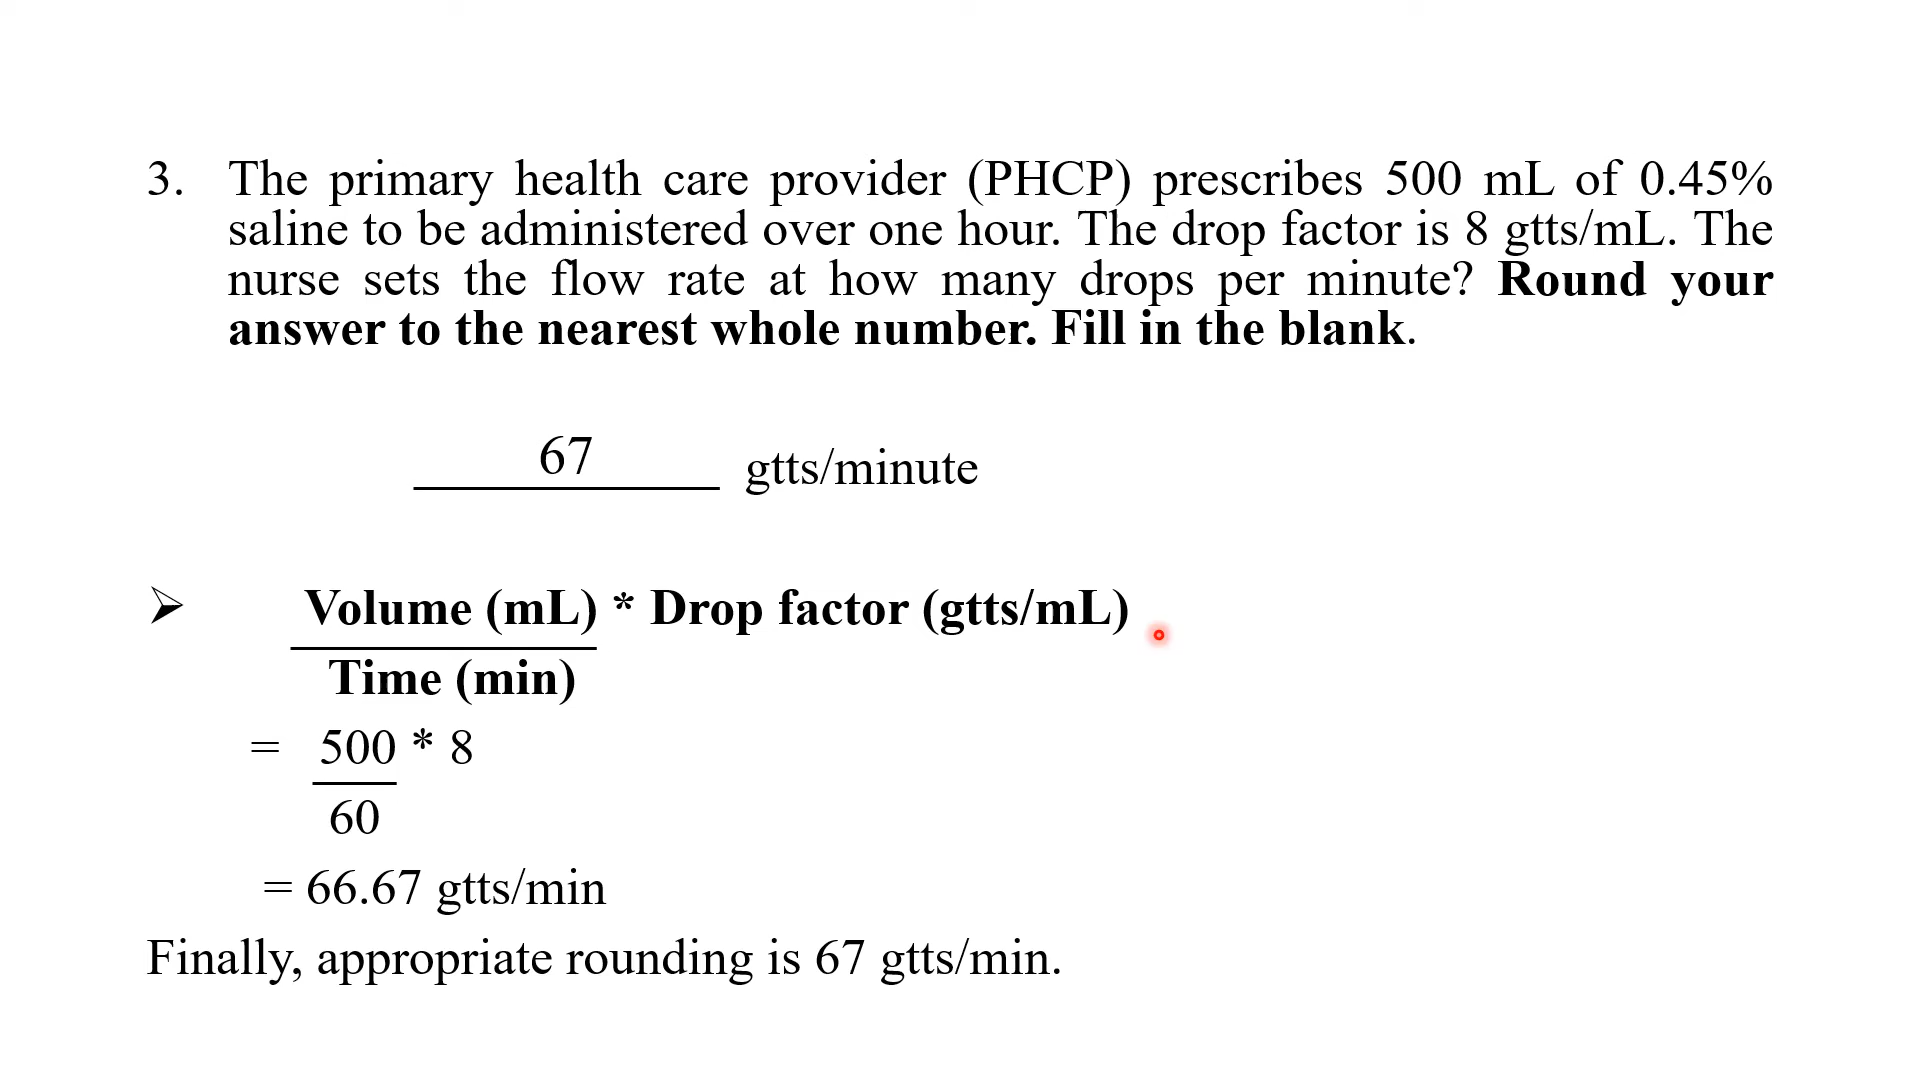 3. The primary health care provider (PHCP) prescribes 500 mL of 0.45%
saline to be administered over one hour. The drop factor is 8 gtts/mL. The
nurse sets the flow rate at how many drops per minute? Round your
answer to the nearest whole number. Fill in the blank.
67 gtts/minute
Volume (mL) * Drop factor (gtts/mL)
Time (min)
= 500 * 8
60
= 66.67 gtts/min
Finally, appropriate rounding is 67 gtts/min.